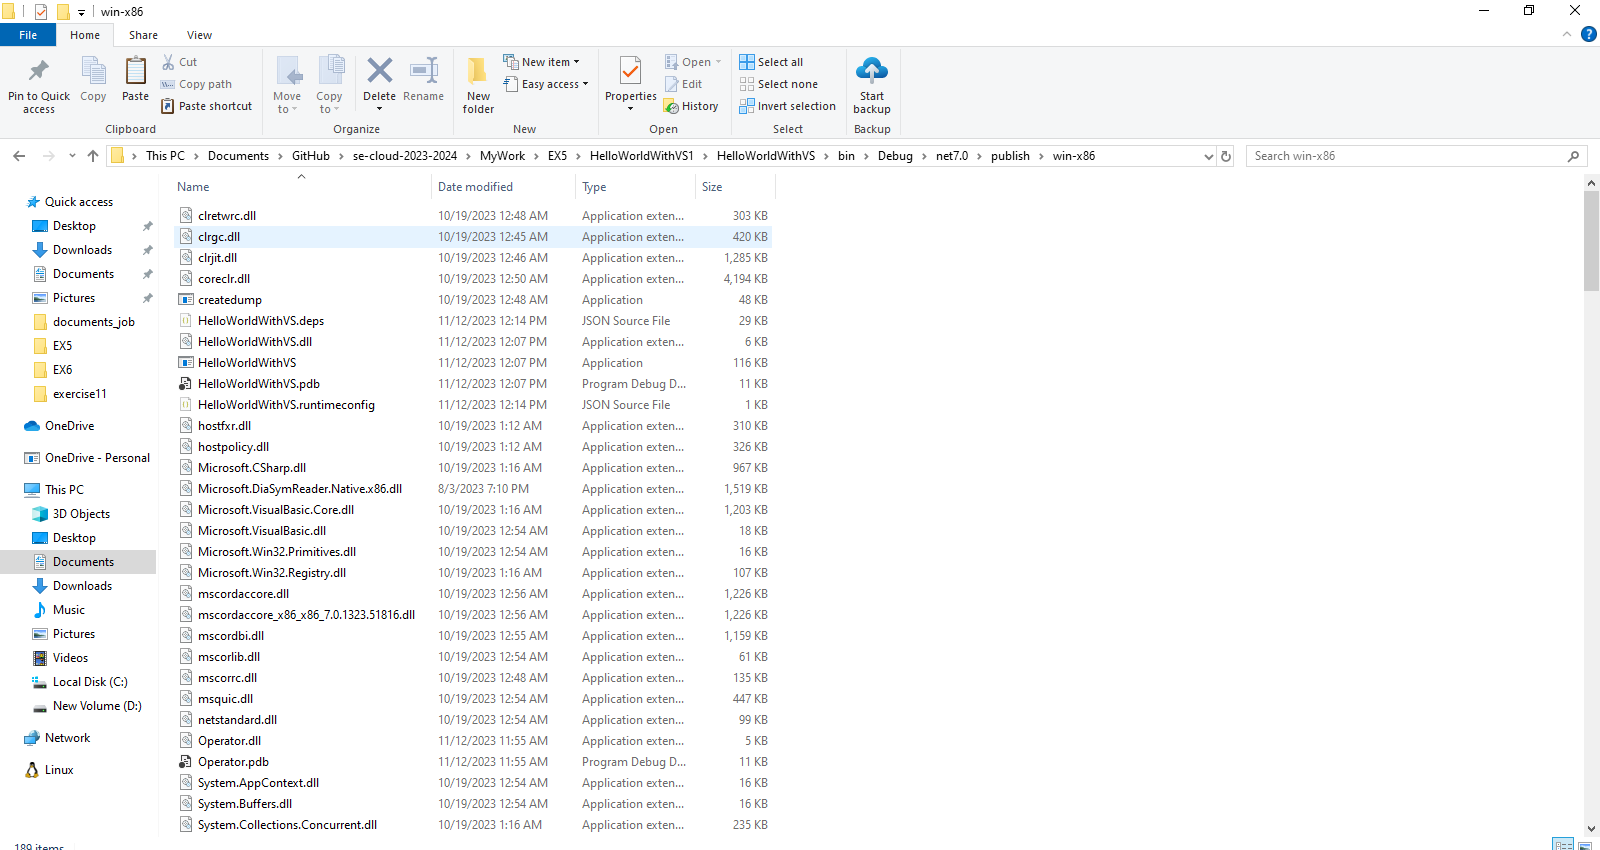 win-x86
File Home Share View
Pin to Quick access
Copy
Paste
Cut
Copy path
Paste shortcut
Clipboard
Move to
Copy to
Delete
Rename
Organize
New folder
New item
Easy access
New
Properties
Open
Edit
History
Open
Select all
Select none
Invert selection
Select
Start backup
Backup
This PC > Documents > GitHub > se-cloud-2023-2024 > MyWork > EX5 > HelloWorldWithVS1 > HelloWorldWithVS > bin > Debug > net7.0 > publish > win-x86
Search win-x86
Quick access
Desktop
Downloads
Documents
Pictures
documents_job
EX5
EX6
exercise11
OneDrive
OneDrive - Personal
This PC
3D Objects
Desktop
Documents
Downloads
Music
Pictures
Videos
Local Disk (C:)
New Volume (D:)
Network
Linux
Name Date modified Type Size
clretwrc.dll 10/19/2023 12:48 AM Application exten... 303 KB
clrgc.dll 10/19/2023 12:45 AM Application exten... 420 KB
clrjit.dll 10/19/2023 12:46 AM Application exten... 1,285 KB
coreclr.dll 10/19/2023 12:50 AM Application exten... 4,194 KB
createdump 10/19/2023 12:48 AM Application 48 KB
HelloWorldWithVS.deps 11/12/2023 12:14 PM JSON Source File 29 KB
HelloWorldWithVS.dll 11/12/2023 12:07 PM Application exten... 6 KB
HelloWorldWithVS 11/12/2023 12:07 PM Application 116 KB
HelloWorldWithVS.pdb 11/12/2023 12:07 PM Program Debug D... 11 KB
HelloWorldWithVS.runtimeconfig 11/12/2023 12:14 PM JSON Source File 1 KB
hostfxr.dll 10/19/2023 1:12 AM Application exten... 310 KB
hostpolicy.dll 10/19/2023 1:12 AM Application exten... 326 KB
Microsoft.CSharp.dll 10/19/2023 1:16 AM Application exten... 967 KB
Microsoft.DiaSymReader.Native.x86.dll 8/3/2023 7:10 PM Application exten... 1,519 KB
Microsoft.VisualBasic.Core.dll 10/19/2023 1:16 AM Application exten... 1,203 KB
Microsoft.VisualBasic.dll 10/19/2023 12:54 AM Application exten... 18 KB
Microsoft.Win32.Primitives.dll 10/19/2023 12:54 AM Application exten... 16 KB
Microsoft.Win32.Registry.dll 10/19/2023 1:16 AM Application exten... 107 KB
mscordaccore.dll 10/19/2023 12:56 AM Application exten... 1,226 KB
mscordaccore_x86_x86_7.0.1323.51816.dll 10/19/2023 12:56 AM Application exten... 1,226 KB
mscordbi.dll 10/19/2023 12:55 AM Application exten... 1,159 KB
mscorlib.dll 10/19/2023 12:54 AM Application exten... 61 KB
mscorrc.dll 10/19/2023 12:48 AM Application exten... 135 KB
msquic.dll 10/19/2023 12:54 AM Application exten... 447 KB
netstandard.dll 10/19/2023 12:54 AM Application exten... 99 KB
Operator.dll 11/12/2023 11:55 AM Application exten... 5 KB
Operator.pdb 11/12/2023 11:55 AM Program Debug D... 11 KB
System.AppContext.dll 10/19/2023 12:54 AM Application exten... 16 KB
System.Buffers.dll 10/19/2023 12:54 AM Application exten... 16 KB
System.Collections.Concurrent.dll 10/19/2023 1:16 AM Application exten... 235 KB
189 items